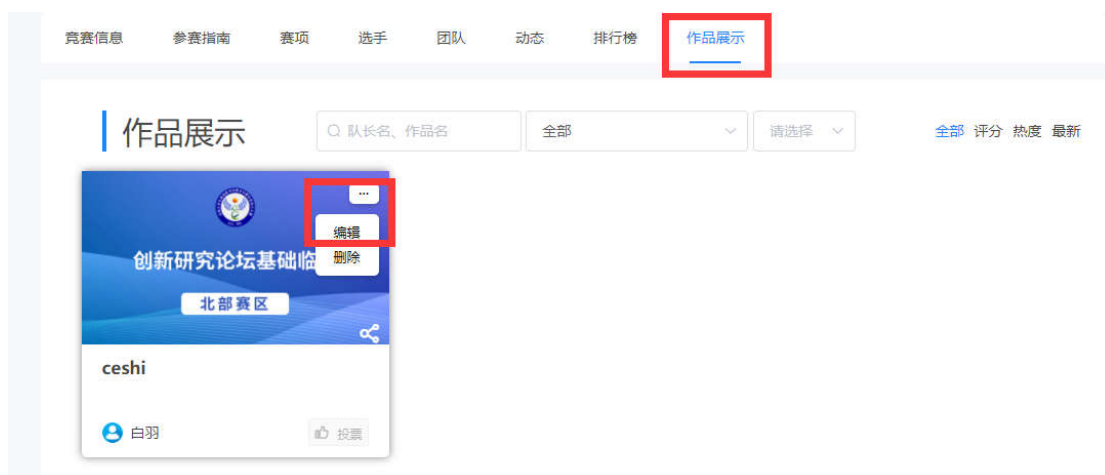 竞赛信息 参赛指南 赛项 选手 团队 动态 排行榜 作品展示
作品展示 队长名、作品名 全部 请选择 全部 评分 热度 最新
...
编辑
创新研究论坛基础临 删除
北部赛区
ceshi
白羽 投票